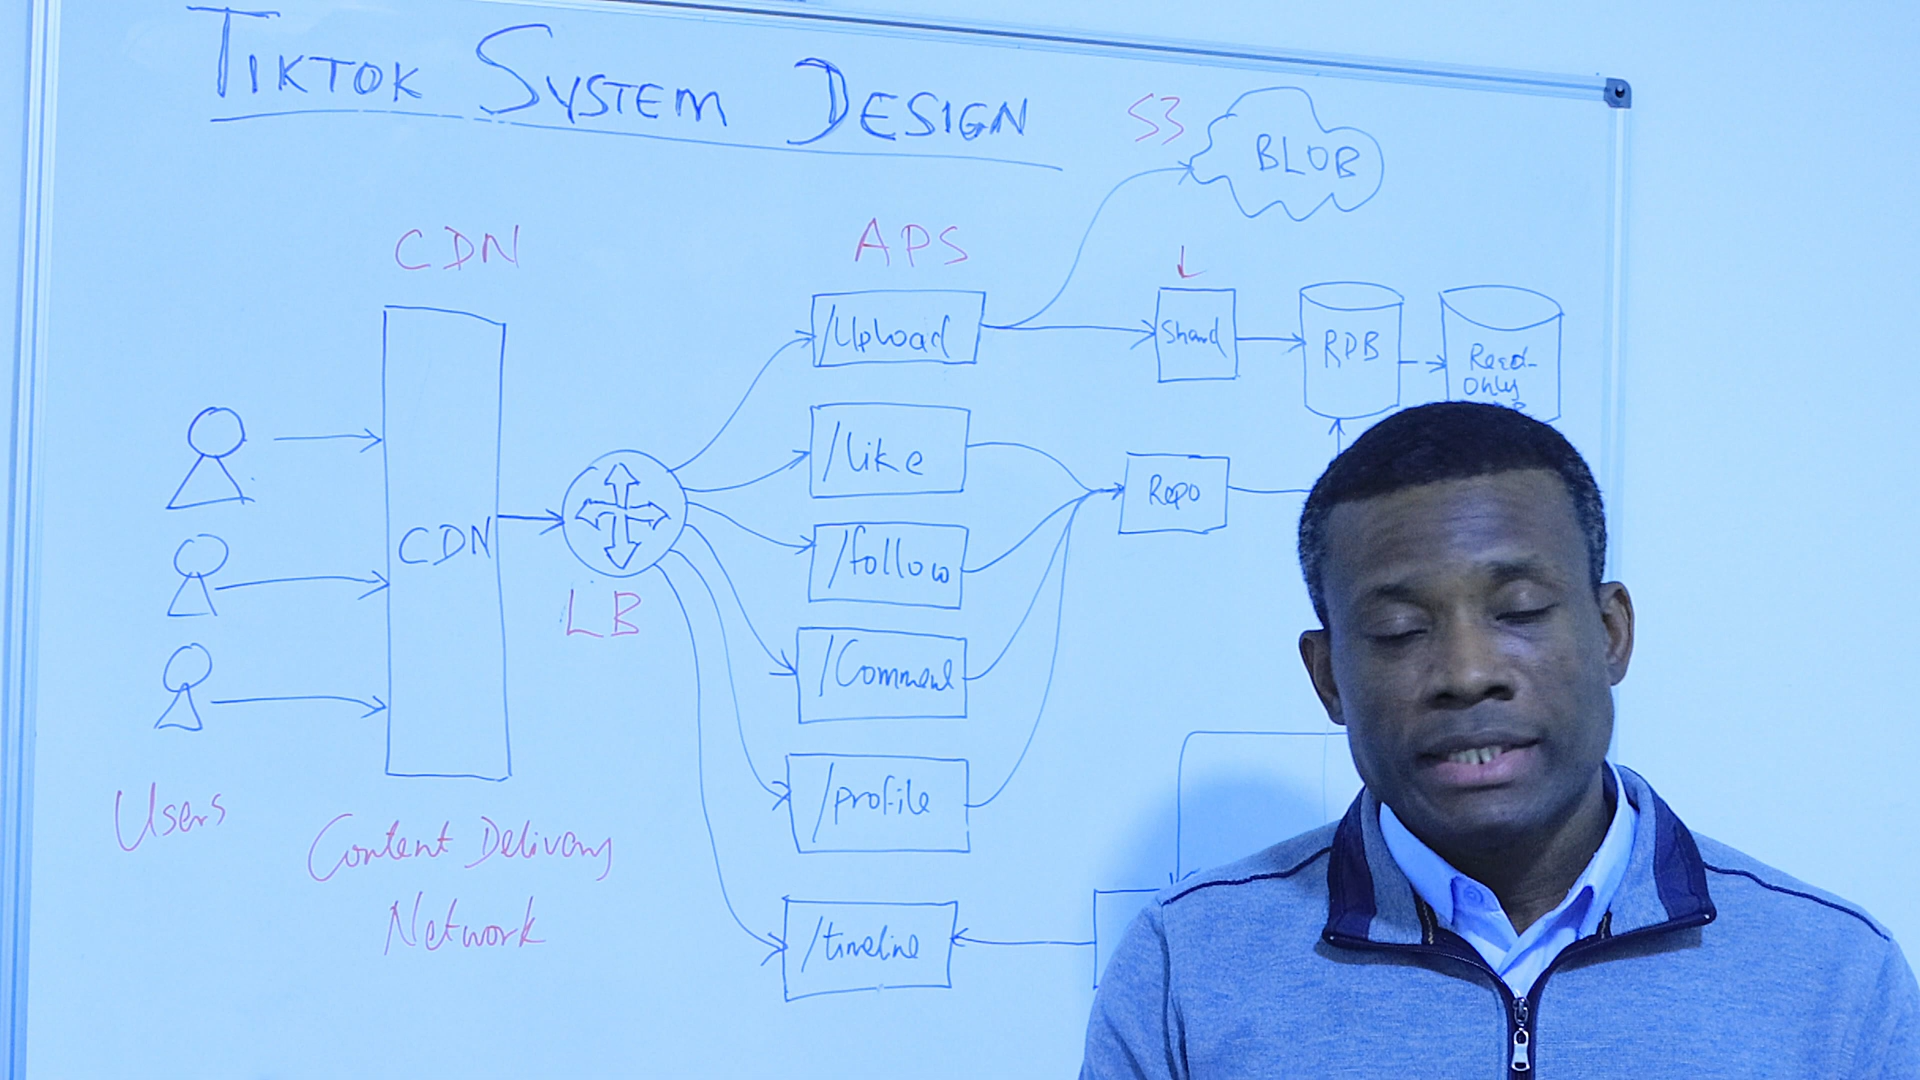 TIKTOK SYSTEM DESIGN
S3
BLOB
CDN
APS
/Upload
Shard
RDB
Read-
Only
/like
/follow
Repo
CDN
LB
/Comment
/profile
Users
Content Delivery
Network
/timeline